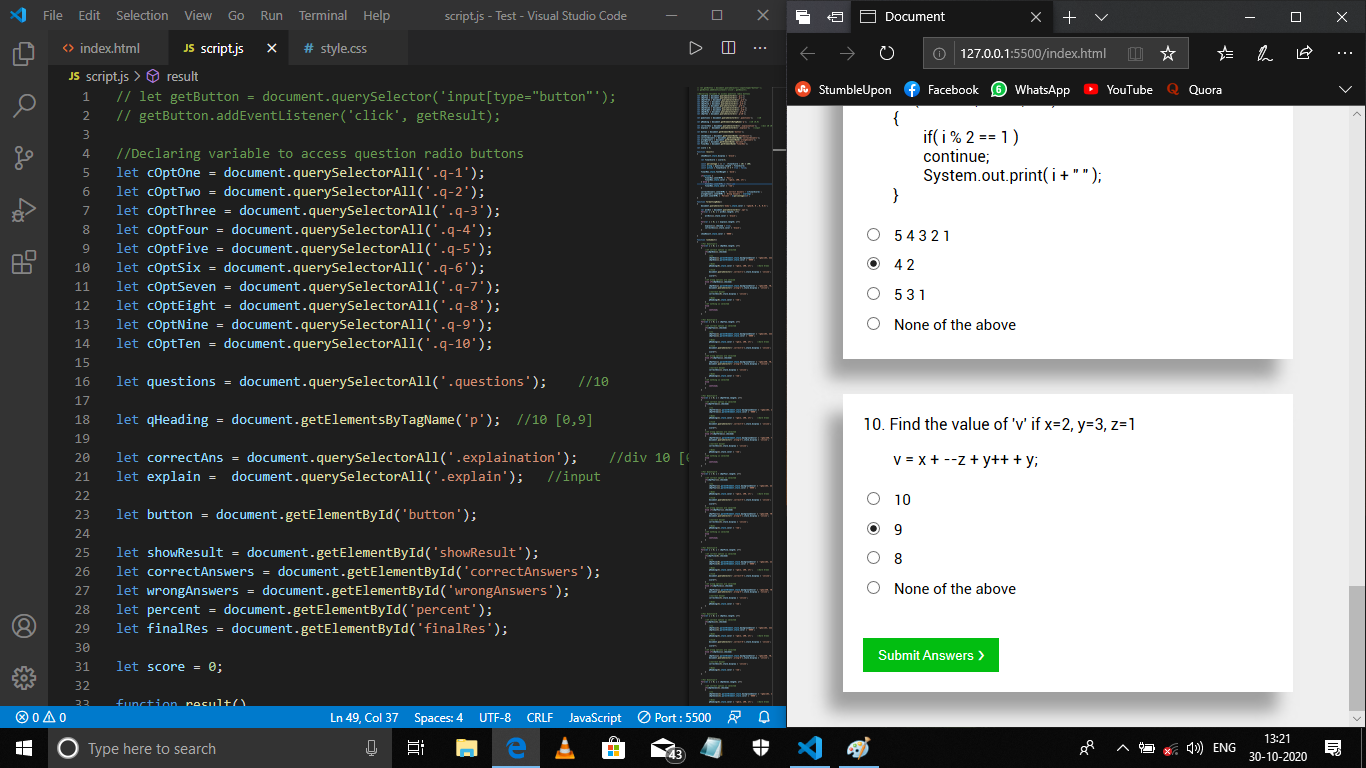 File Edit Selection View Go Run Terminal Help script.js - Test - Visual Studio Code
index.html JS script.js # style.css
JS script.js > result
1 // let getButton = document.querySelector('input[type="button"');
2 // getButton.addEventListener('click', getResult);
3
4 //Declaring variable to access question radio buttons
5 let cOptOne = document.querySelectorAll('.q-1');
6 let cOptTwo = document.querySelectorAll('.q-2');
7 let cOptThree = document.querySelectorAll('.q-3');
8 let cOptFour = document.querySelectorAll('.q-4');
9 let cOptFive = document.querySelectorAll('.q-5');
10 let cOptSix = document.querySelectorAll('.q-6');
11 let cOptSeven = document.querySelectorAll('.q-7');
12 let cOptEight = document.querySelectorAll('.q-8');
13 let cOptNine = document.querySelectorAll('.q-9');
14 let cOptTen = document.querySelectorAll('.q-10');
15
16 let questions = document.querySelectorAll('.questions'); //10
17
18 let qHeading = document.getElementsByTagName('p'); //10 [0,9]
19
20 let correctAns = document.querySelectorAll('.explaination'); //div 10 [
21 let explain = document.querySelectorAll('.explain'); //input
22
23 let button = document.getElementById('button');
24
25 let showResult = document.getElementById('showResult');
26 let correctAnswers = document.getElementById('correctAnswers');
27 let wrongAnswers = document.getElementById('wrongAnswers');
28 let percent = document.getElementById('percent');
29 let finalRes = document.getElementById('finalRes');
30
31 let score = 0;
32
33 function result()
0 0 Ln 49, Col 37 Spaces: 4 UTF-8 CRLF JavaScript Port : 5500
Document
127.0.0.1:5500/index.html
StumbleUpon Facebook 6 WhatsApp YouTube Quora
{
if( i % 2 == 1 )
continue;
System.out.print( i + " " );
}
5 4 3 2 1
4 2
5 3 1
None of the above
10. Find the value of 'v' if x=2, y=3, z=1
v = x + --z + y++ + y;
10
9
8
None of the above
Submit Answers >
Type here to search 43 ENG 13:21
30-10-2020